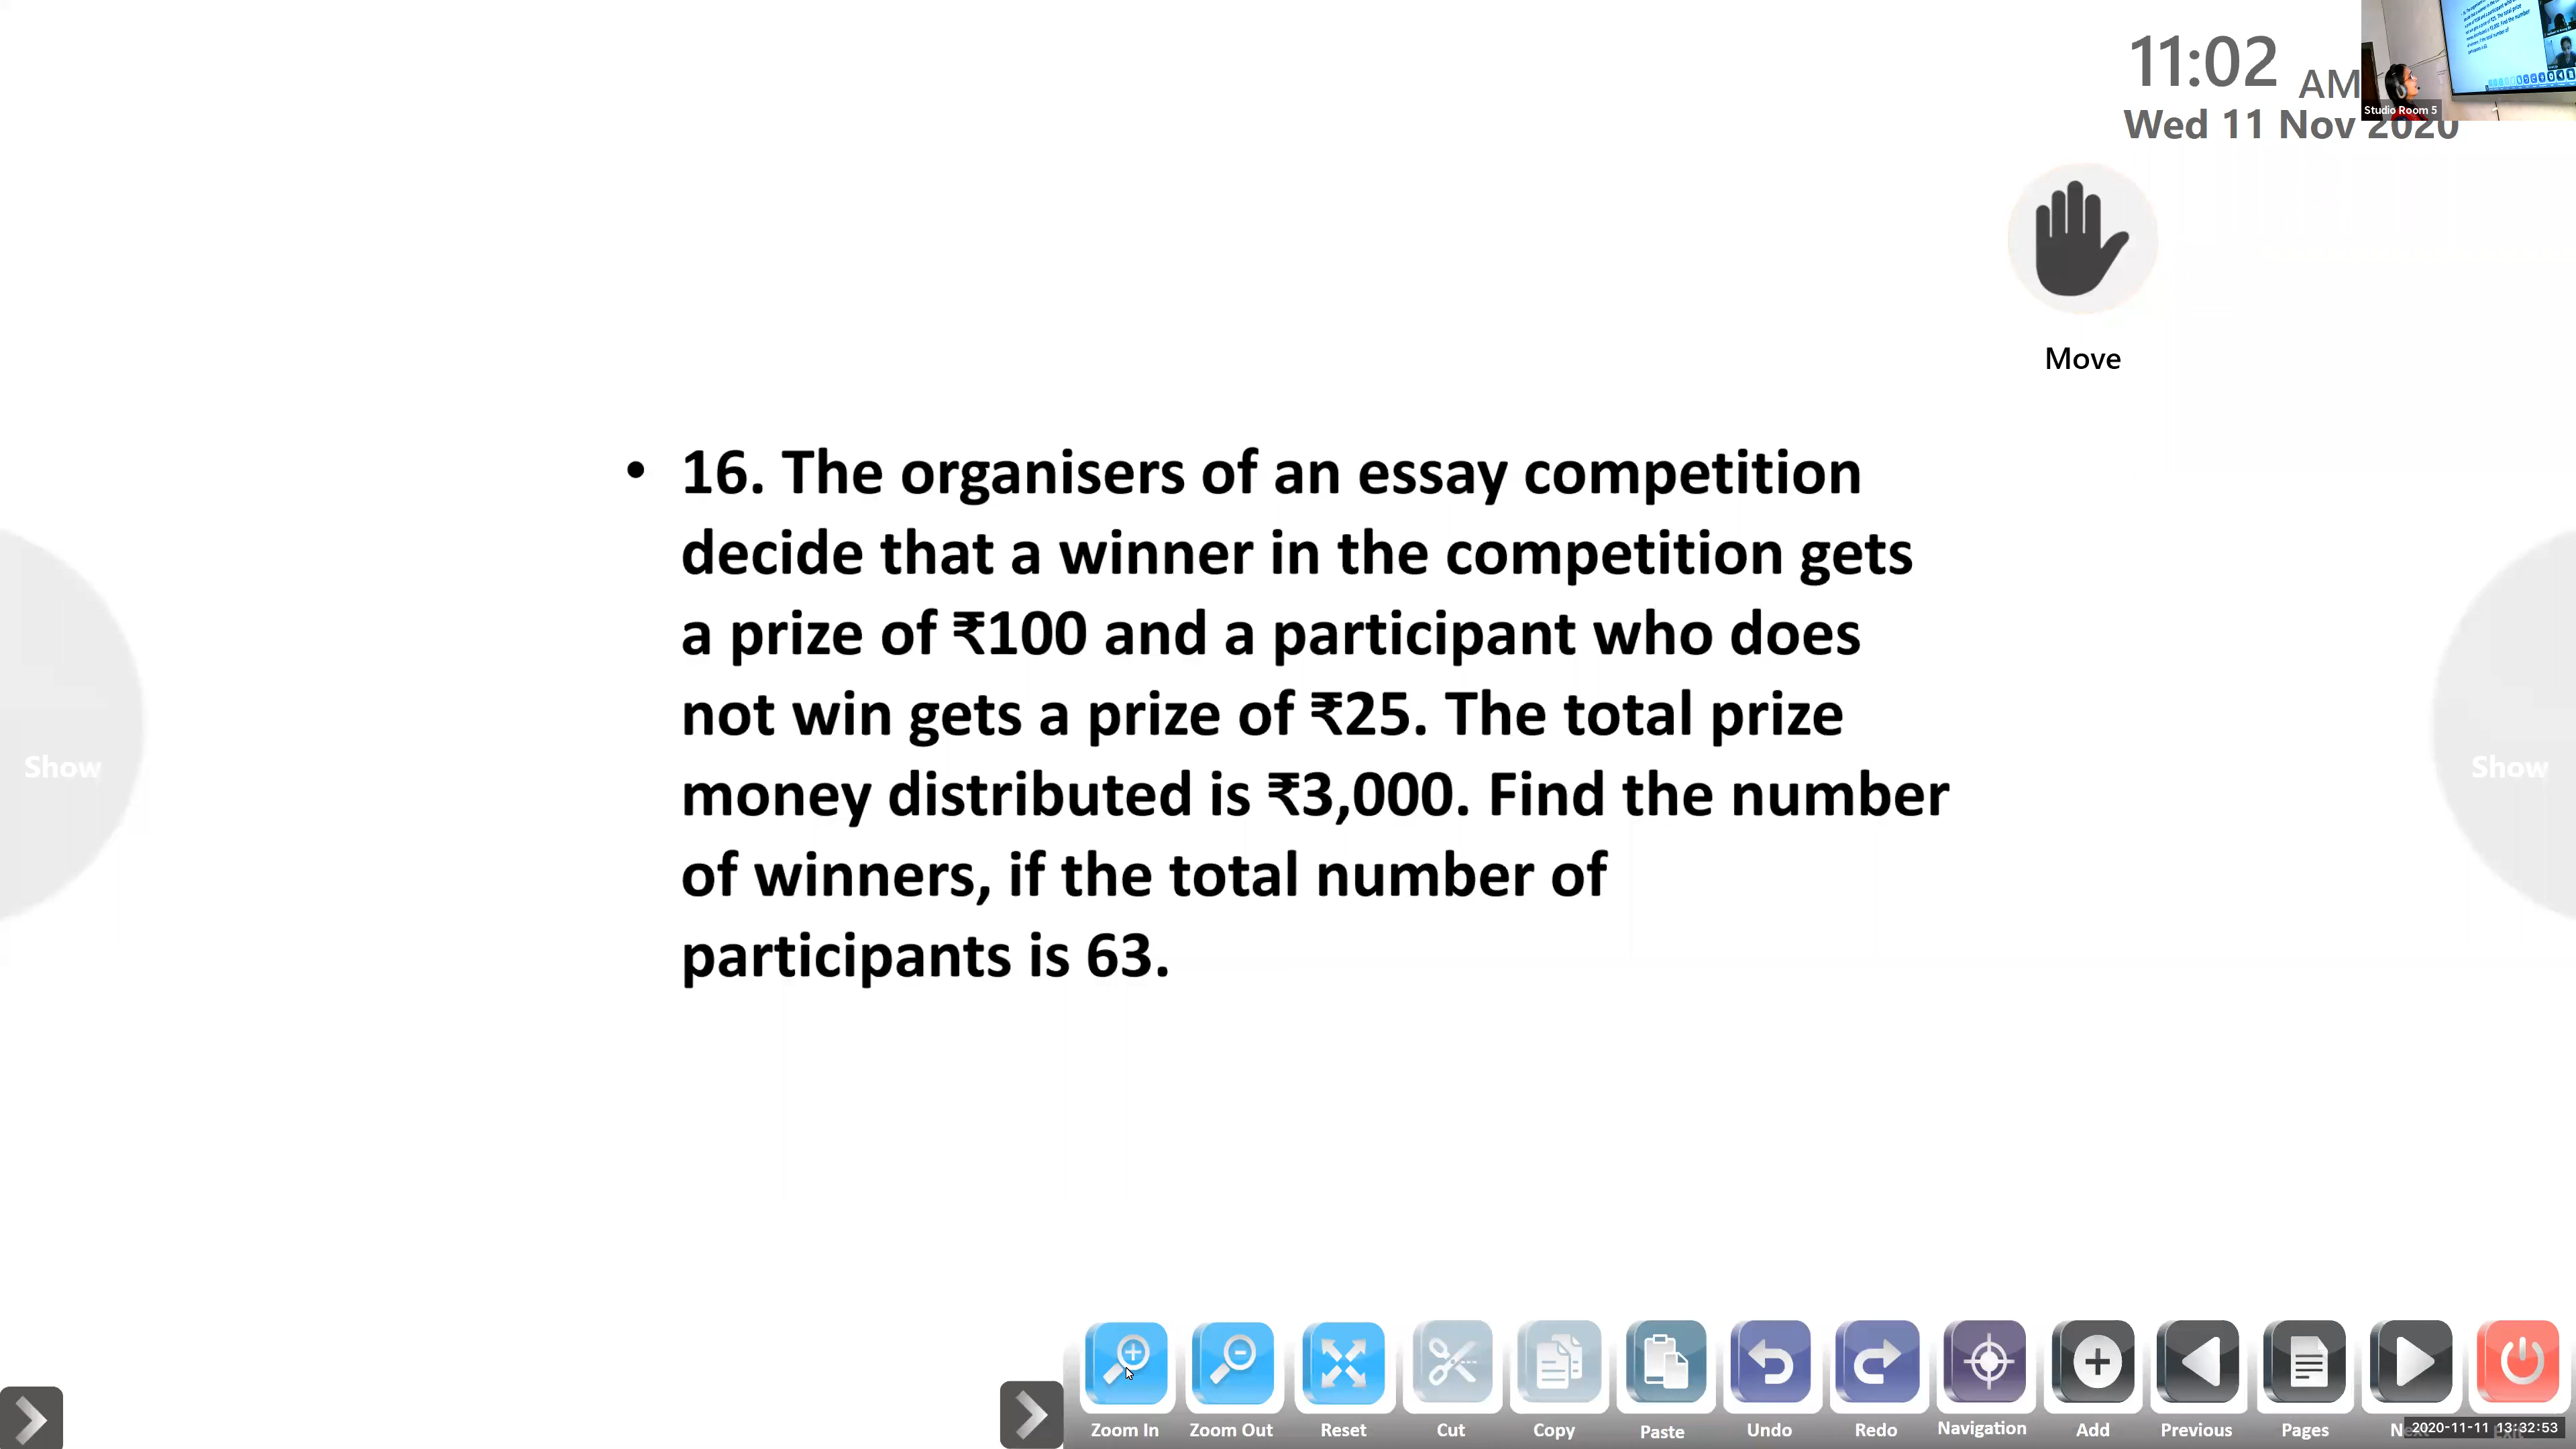 11:02 AM
Studio Room 5
Wed 11 Nov 2020
Move
• 16. The organisers of an essay competition
decide that a winner in the competition gets
a prize of ₹100 and a participant who does
not win gets a prize of ₹25. The total prize
money distributed is ₹3,000. Find the number
of winners, if the total number of
participants is 63.
Show
Show
Zoom In
Zoom Out
Reset
Cut
Copy
Paste
Undo
Redo
Navigation
Add
Previous
Pages
2020-11-11 13:32:53